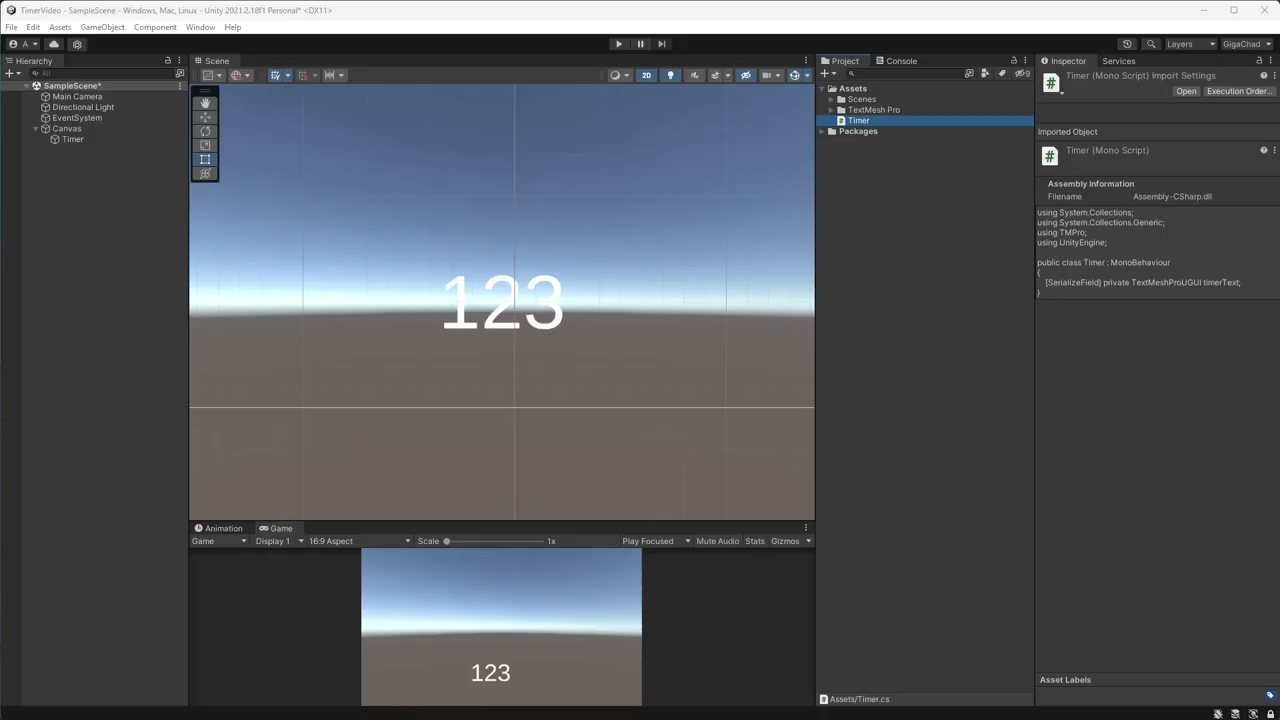 TimerVideo - SampleScene - Windows, Mac, Linux - Unity 2021.2.18f1 Personal* <DX11>
File Edit Assets GameObject Component Window Help
A
Layers GigaChad
Hierarchy
All
SampleScene*
Main Camera
Directional Light
EventSystem
Canvas
Timer
Scene
2D
123
Animation Game
Game Display 1 16:9 Aspect Scale 1x Play Focused Mute Audio Stats Gizmos
123
Project Console
9
Assets
Scenes
TextMesh Pro
Timer
Packages
Assets/Timer.cs
Inspector Services
Timer (Mono Script) Import Settings
Open Execution Order...
Imported Object
Timer (Mono Script)
Assembly Information
Filename Assembly-CSharp.dll
using System.Collections;
using System.Collections.Generic;
using TMPro;
using UnityEngine;
public class Timer : MonoBehaviour
{
[SerializeField] private TextMeshProUGUI timerText;
}
Asset Labels